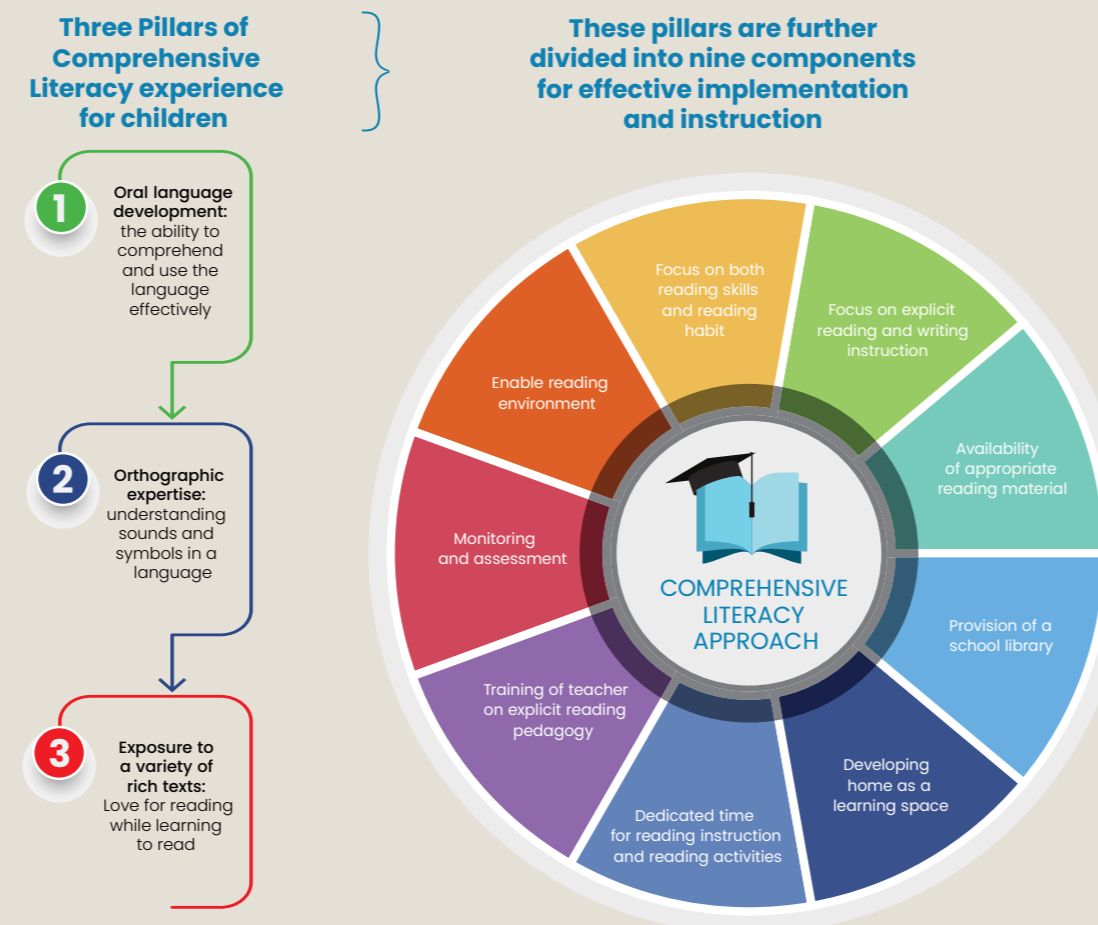 Three Pillars of
Comprehensive
Literacy experience
for children
These pillars are further
divided into nine components
for effective implementation
and instruction
1
Oral language
development:
the ability to
comprehend
and use the
language
effectively
2
Orthographic
expertise:
understanding
sounds and
symbols in a
language
3
Exposure to
a variety of
rich texts:
Love for reading
while learning
to read
Focus on both
reading skills
and reading
habit
Focus on explicit
reading and writing
instruction
Availability
of appropriate
reading material
Provision of a
school library
Developing
home as a
learning space
Dedicated time
for reading instruction
and reading activities
Training of teacher
on explicit reading
pedagogy
Monitoring
and assessment
Enable reading
environment
COMPREHENSIVE
LITERACY
APPROACH